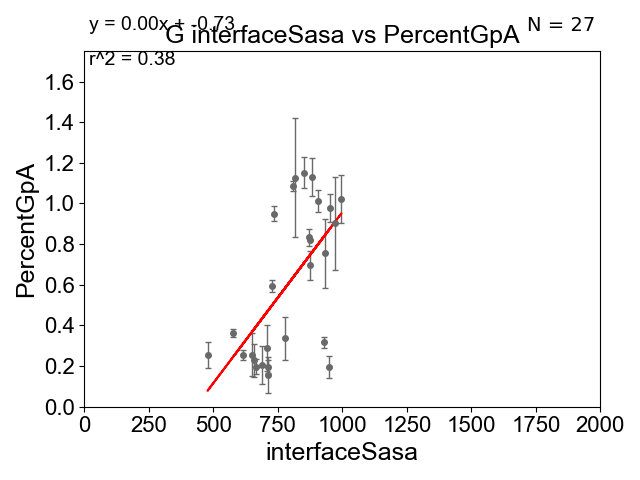 y = 0.00x + -0.73
N = 27
G interfaceSasa vs PercentGpA
r^2 = 0.38
PercentGpA
1.6
1.4
1.2
1.0
0.8
0.6
0.4
0.2
0.0
0 250 500 750 1000 1250 1500 1750 2000
interfaceSasa